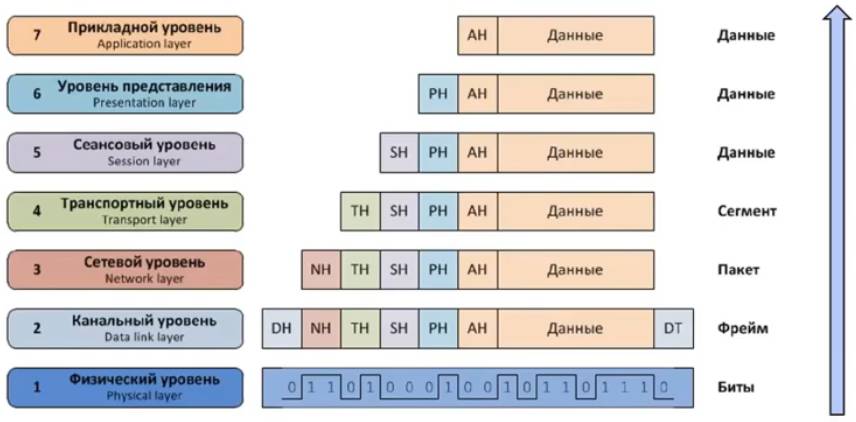 7 Прикладной уровень AH Данные Данные
Application layer
6 Уровень представления PH AH Данные Данные
Presentation layer
5 Сеансовый уровень SH PH AH Данные Данные
Session layer
4 Транспортный уровень TH SH PH AH Данные Сегмент
Transport layer
3 Сетевой уровень NH TH SH PH AH Данные Пакет
Network layer
2 Канальный уровень DH NH TH SH PH AH Данные DT Фрейм
Data link layer
1 Физический уровень 0 1 1 0 1 0 0 0 1 0 0 1 0 1 1 0 1 1 1 0 Биты
Physical layer